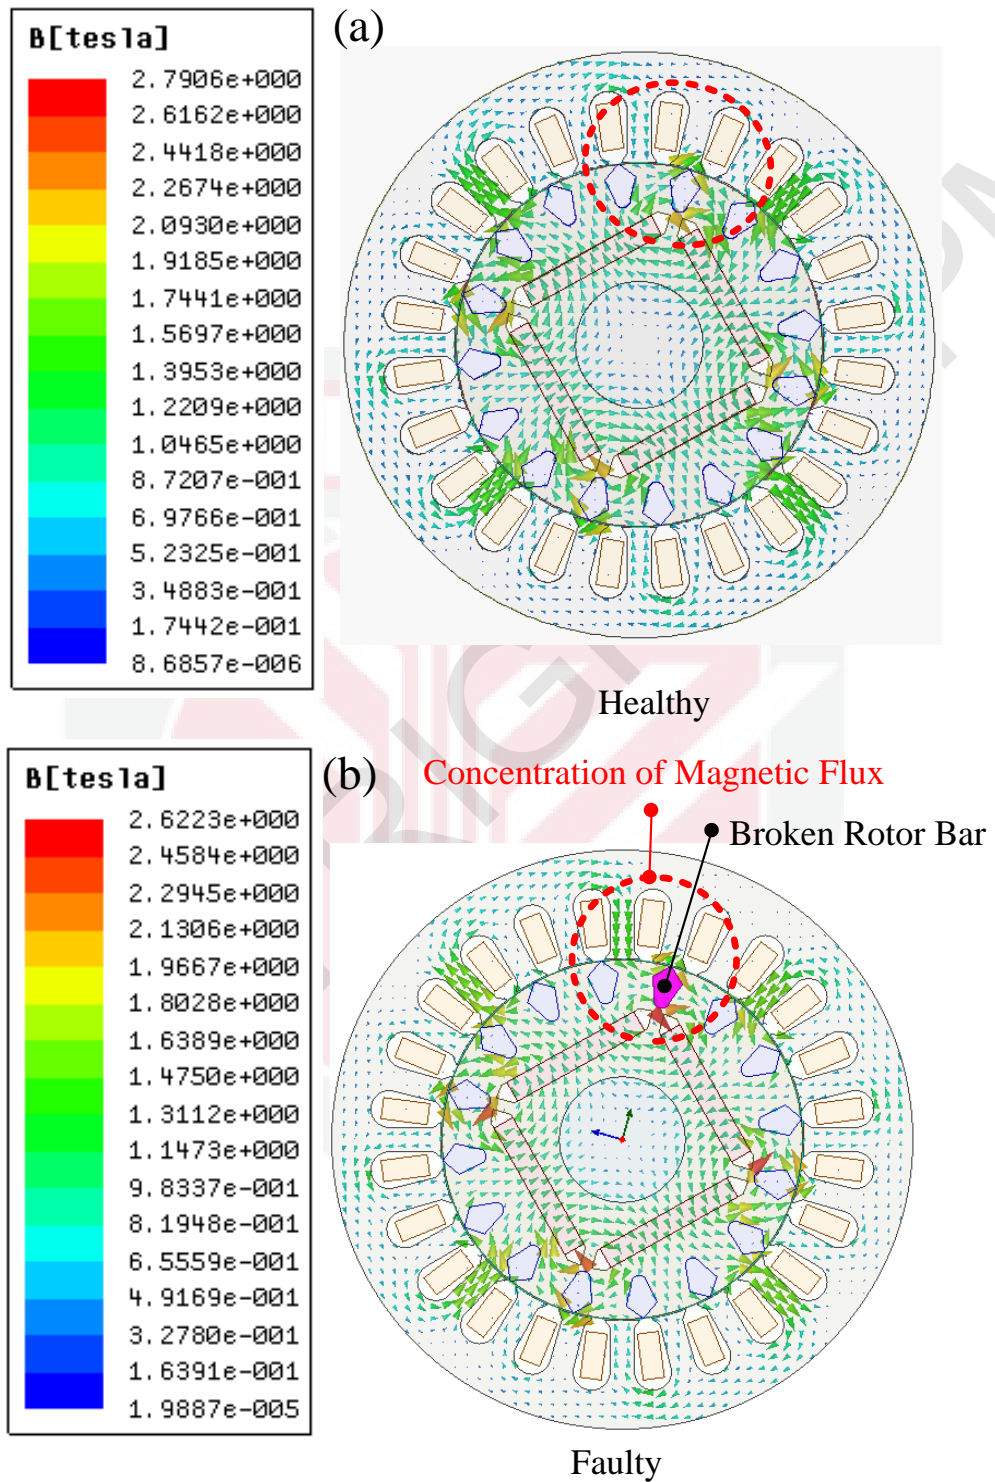 (a)
B[tesla]
2.7906e+000
2.6162e+000
2.4418e+000
2.2674e+000
2.0930e+000
1.9185e+000
1.7441e+000
1.5697e+000
1.3953e+000
1.2209e+000
1.0465e+000
8.7207e-001
6.9766e-001
5.2325e-001
3.4883e-001
1.7442e-001
8.6857e-006
Healthy
(b)
Concentration of Magnetic Flux
Broken Rotor Bar
B[tesla]
2.6223e+000
2.4584e+000
2.2945e+000
2.1306e+000
1.9667e+000
1.8028e+000
1.6389e+000
1.4750e+000
1.3112e+000
1.1473e+000
9.8337e-001
8.1948e-001
6.5559e-001
4.9169e-001
3.2780e-001
1.6391e-001
1.9887e-005
Faulty